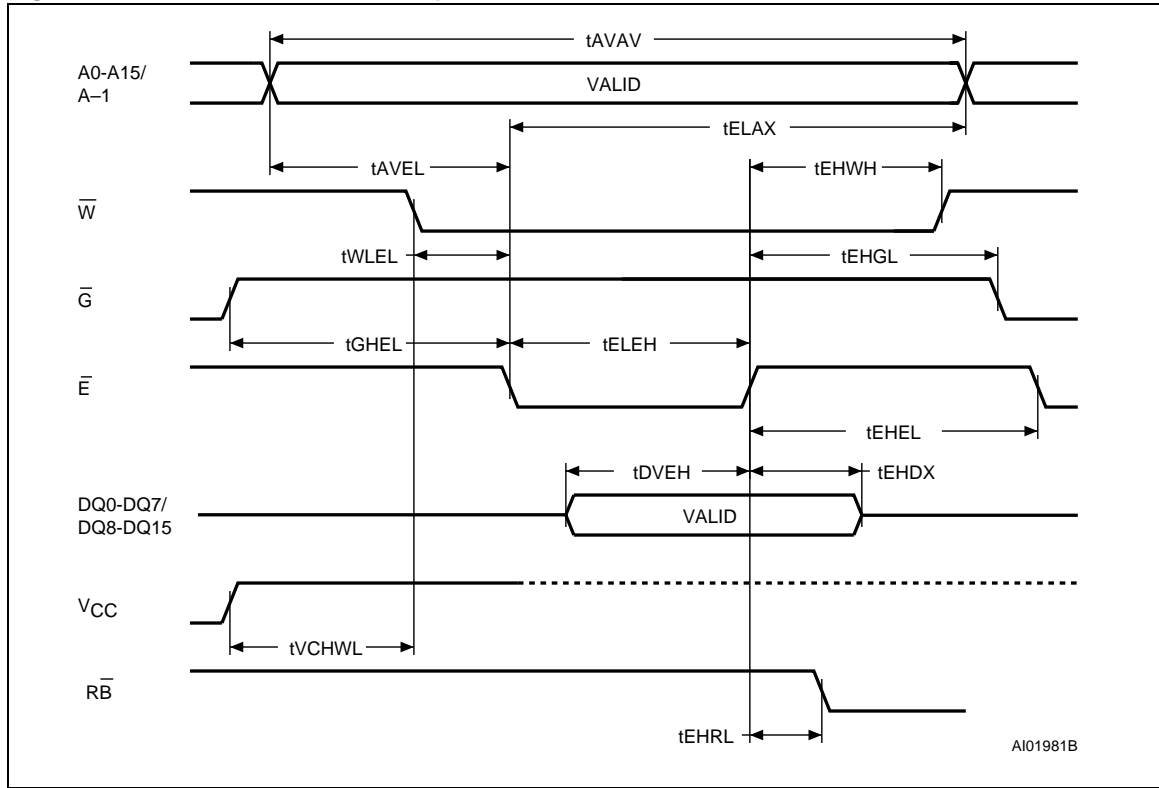 tAVAV
A0-A15/
A–1
VALID
tELAX
tAVEL
tEHWH
W̅
tWLEL
tEHGL
G̅
tGHEL
tELEH
E̅
tEHEL
tDVEH
tEHDX
DQ0-DQ7/
DQ8-DQ15
VALID
VCC
tVCHWL
RB̅
tEHRL
AI01981B